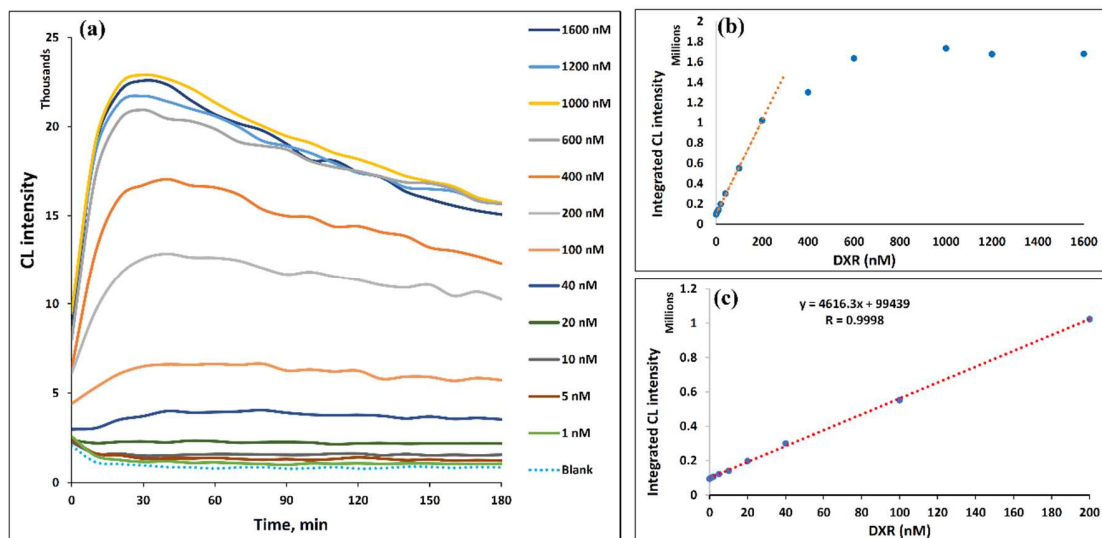 (a)
Thousands
CL intensity
25
20
15
10
5
0
0 30 60 90 120 150 180
Time, min
1600 nM
1200 nM
1000 nM
600 nM
400 nM
200 nM
100 nM
40 nM
20 nM
10 nM
5 nM
1 nM
Blank
(b)
Millions
Integrated CL intensity
2
1.8
1.6
1.4
1.2
1
0.8
0.6
0.4
0.2
0
0 200 400 600 800 1000 1200 1400 1600
DXR (nM)
(c)
Millions
Integrated CL intensity
y = 4616.3x + 99439
R = 0.9998
1.2
1
0.8
0.6
0.4
0.2
0
0 20 40 60 80 100 120 140 160 180 200
DXR (nM)